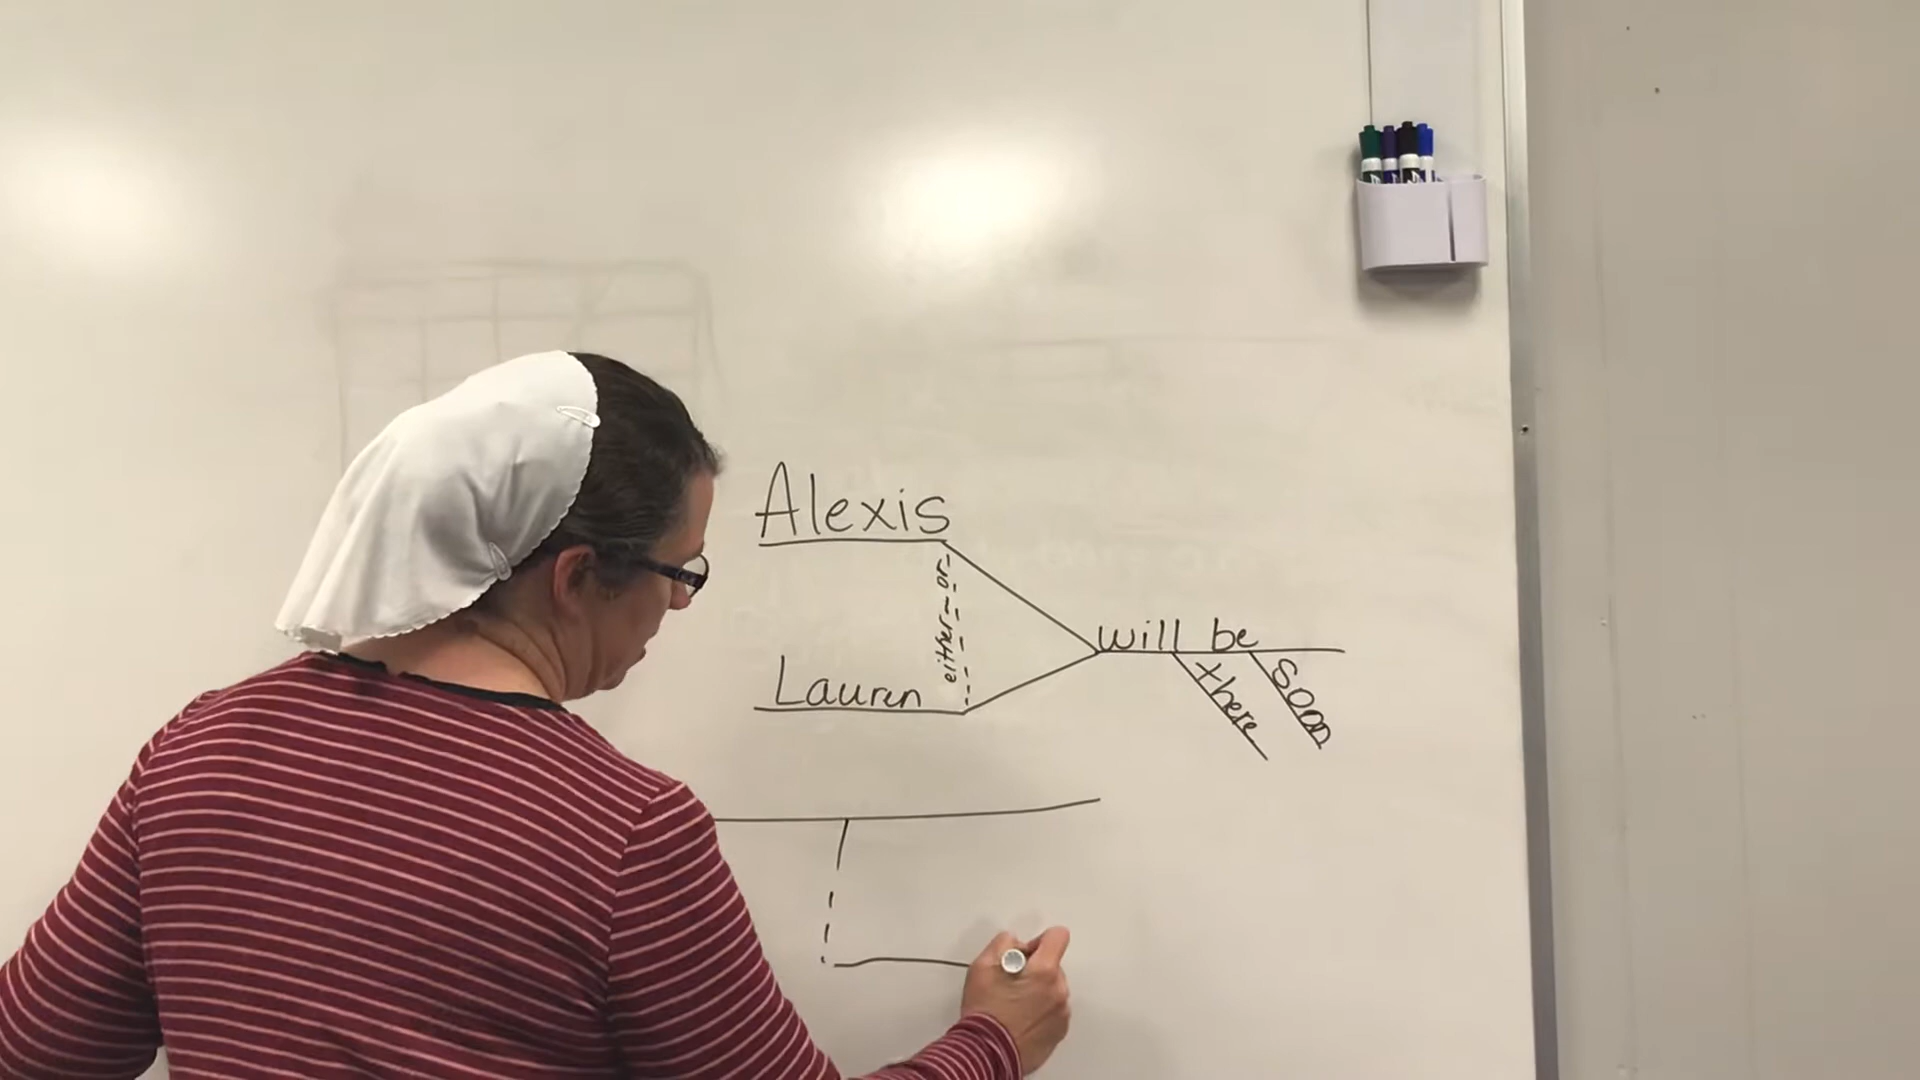 Alexis
either--or
Lauren
will be
there
soon